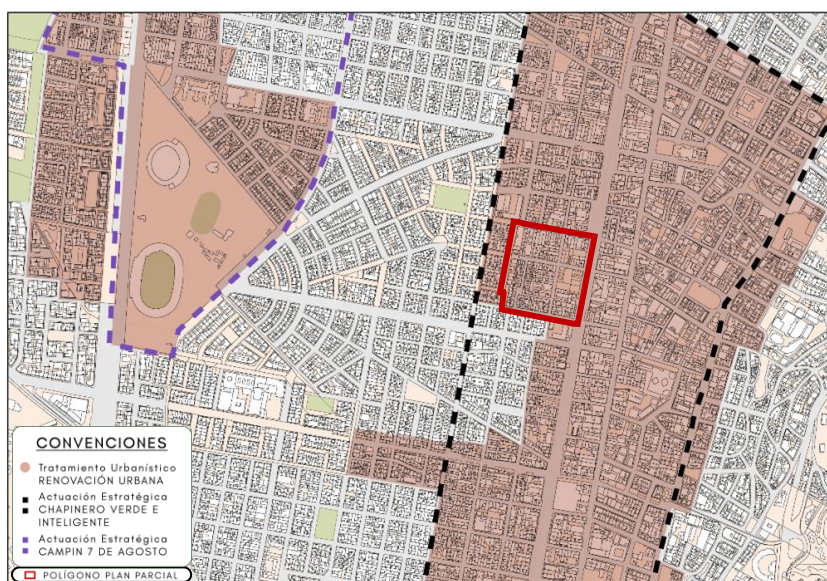 CONVENCIONES
Tratamiento Urbanístico
RENOVACIÓN URBANA
Actuación Estratégica
CHAPINERO VERDE E
INTELIGENTE
Actuación Estratégica
CAMPIN 7 DE AGOSTO
POLÍGONO PLAN PARCIAL